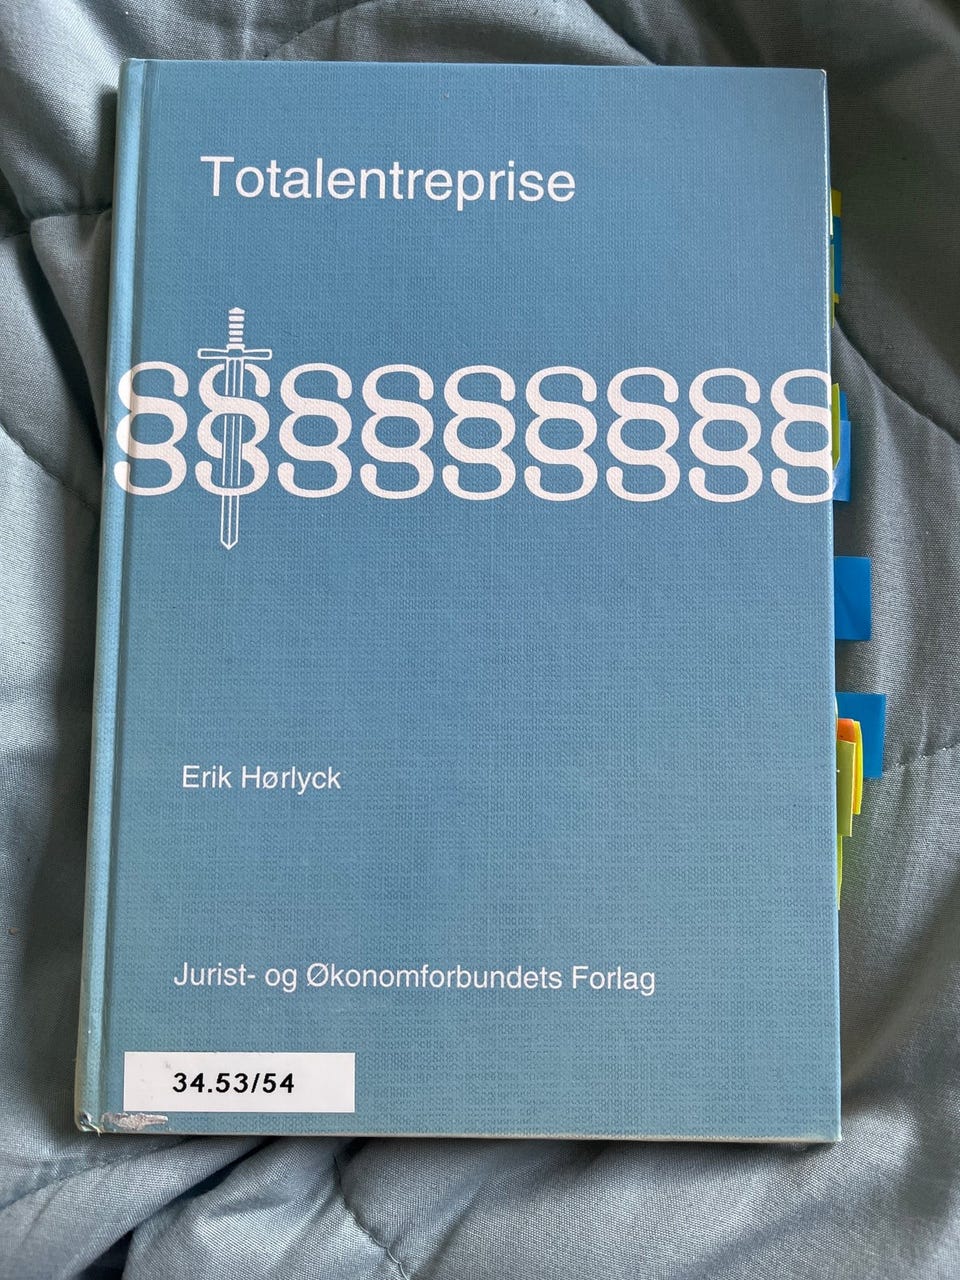 Totalentreprise
§§§§§§§§§
Erik Hørlyck
Jurist- og Økonomforbundets Forlag
34.53/54